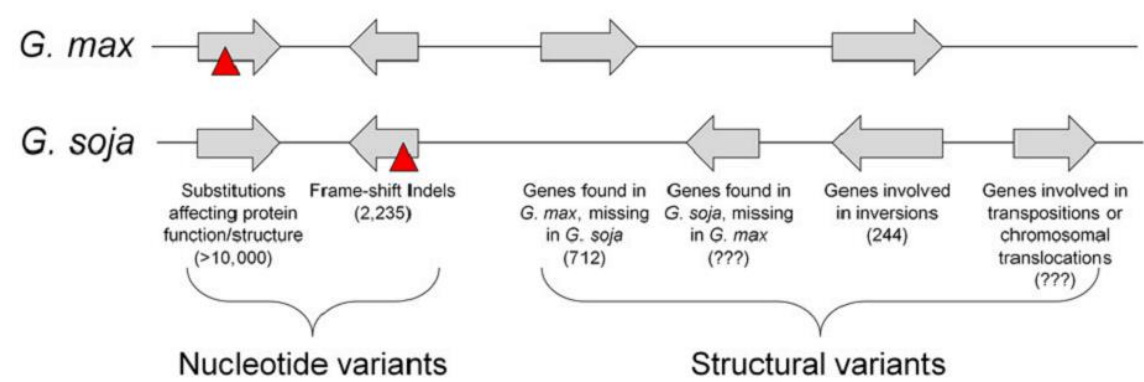 G. max
G. soja
Substitutions
affecting protein
function/structure
(>10,000)
Frame-shift Indels
(2,235)
Genes found in
G. max, missing
in G. soja
(712)
Genes found in
G. soja, missing
in G. max
(???)
Genes involved
in inversions
(244)
Genes involved in
transpositions or
chromosomal
translocations
(???)
Nucleotide variants
Structural variants